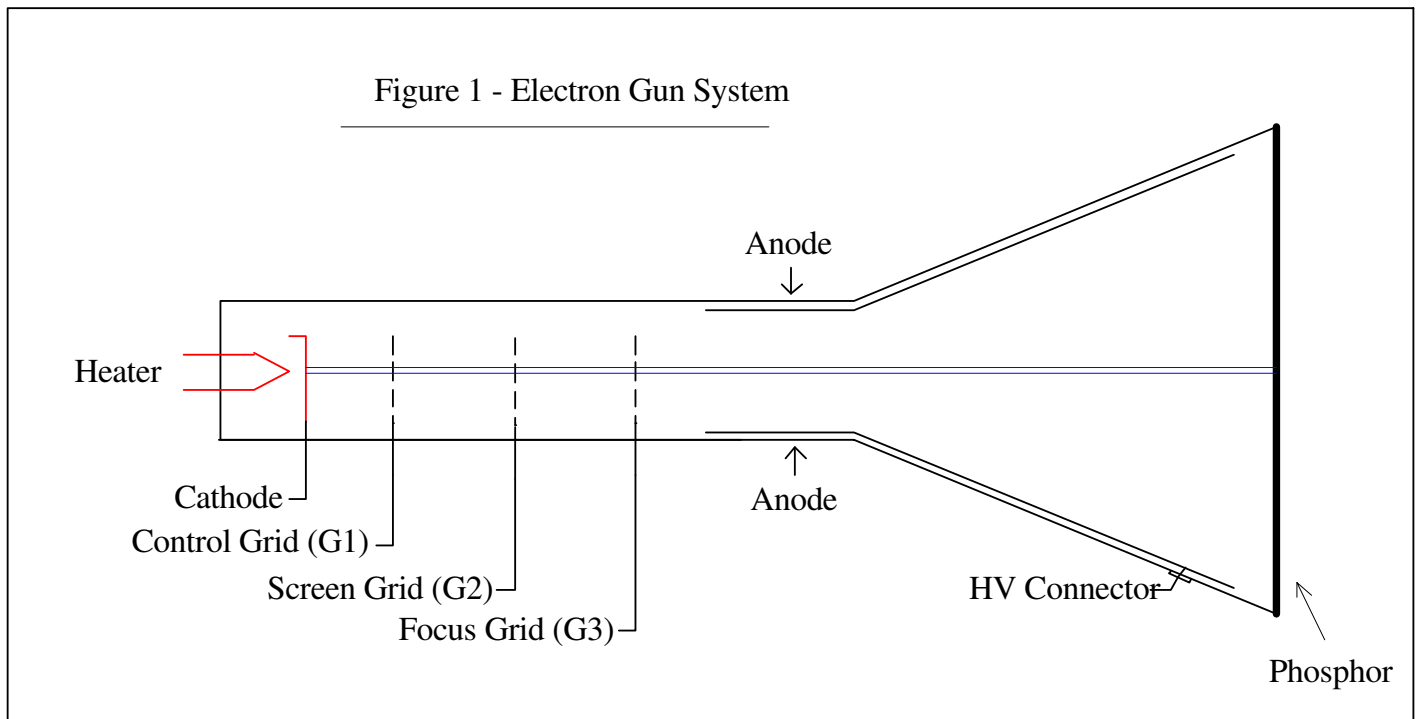 Figure 1 - Electron Gun System
Anode
Heater
Cathode
Anode
Control Grid (G1)
Screen Grid (G2)
HV Connector
Focus Grid (G3)
Phosphor